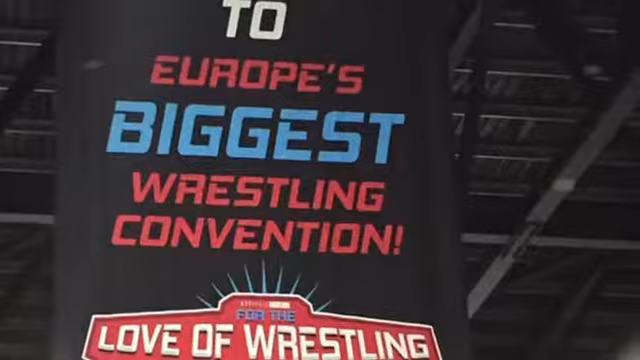 TO
EUROPE'S
BIGGEST
WRESTLING
CONVENTION!
FOR THE
LOVE OF WRESTLING